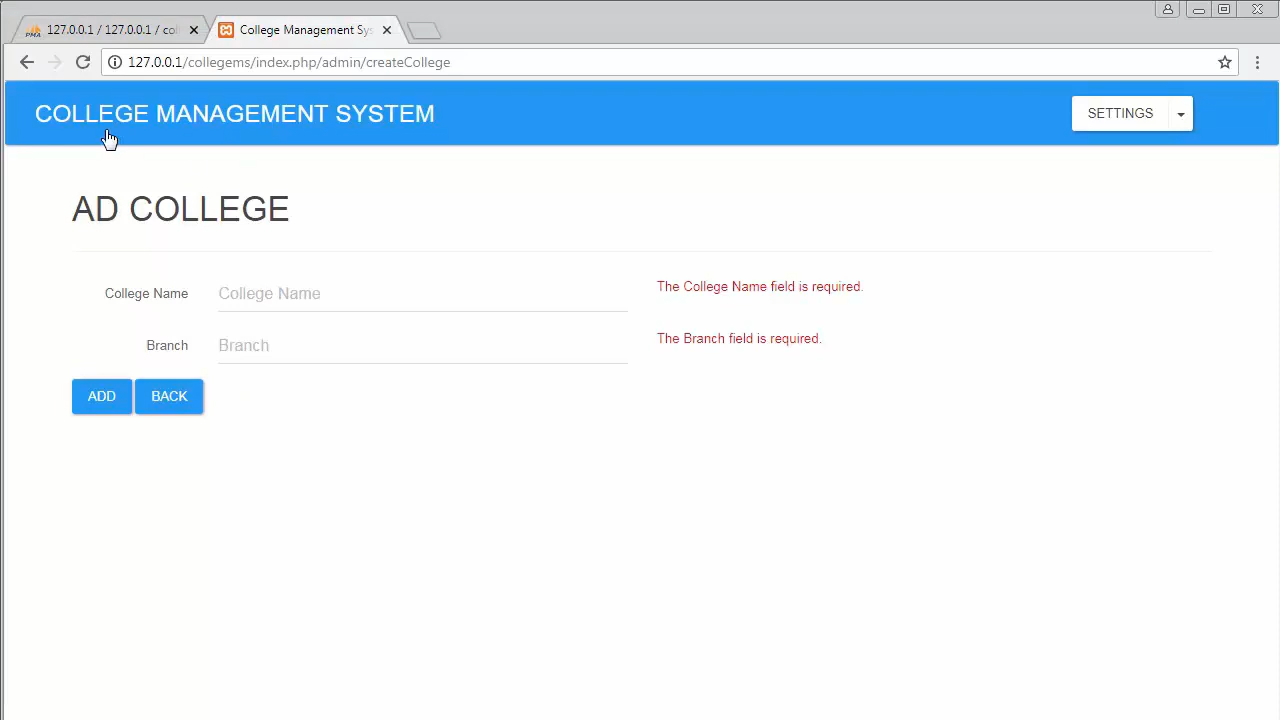 PMA 127.0.0.1 / 127.0.0.1 / col
College Management Sys
127.0.0.1/collegems/index.php/admin/createCollege
COLLEGE MANAGEMENT SYSTEM
SETTINGS
AD COLLEGE
College Name College Name The College Name field is required.
Branch Branch The Branch field is required.
ADD BACK